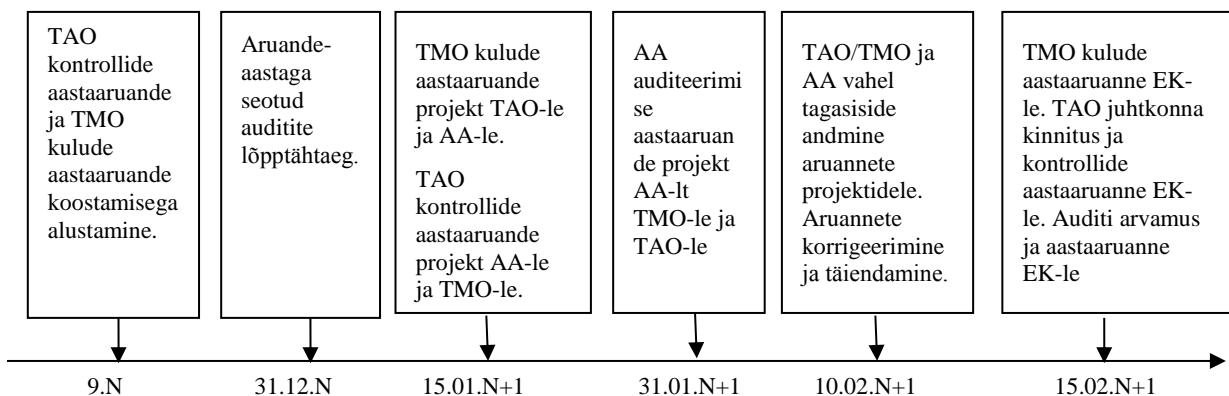 TAO
kontrollide
aastaaruande
ja TMO
kulude
aastaaruande
koostamisega
alustamine.
Aruande-
aastaga
seotud
auditite
lõpptähtaeg.
TMO kulude
aastaaruande
projekt TAO-le
ja AA-le.
TAO
kontrollide
aastaaruande
projekt AA-le
ja TMO-le.
AA
auditeerimi
se
aastaaruan
de projekt
AA-lt
TMO-le ja
TAO-le
TAO/TMO ja
AA vahel
tagasiside
andmine
aruannete
projektidele.
Aruannete
korrigeerimine
ja täiendamine.
TMO kulude
aastaaruanne EK-
le. TAO juhtkonna
kinnitus ja
kontrollide
aastaaruanne EK-
le. Auditi arvamus
ja aastaaruanne
EK-le
9.N
31.12.N
15.01.N+1
31.01.N+1
10.02.N+1
15.02.N+1